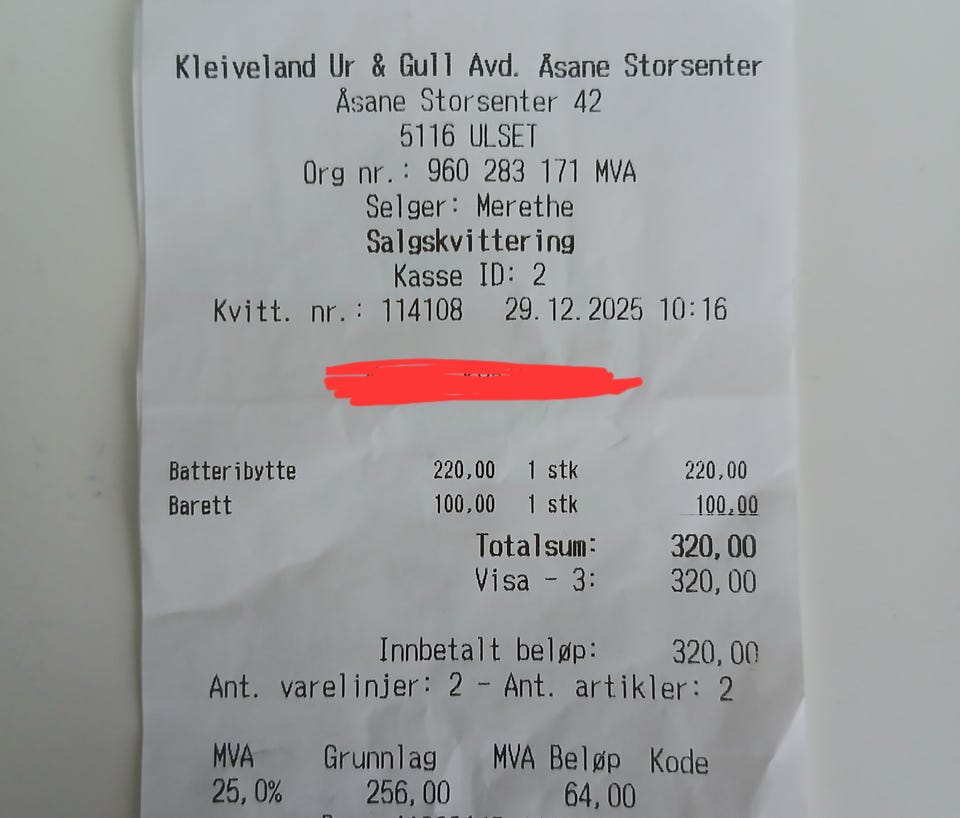 Kleiveland Ur & Gull Avd. Åsane Storsenter
Åsane Storsenter 42
5116 ULSET
Org nr.: 960 283 171 MVA
Selger: Merethe
Salgskvittering
Kasse ID: 2
Kvitt. nr.: 114108 29.12.2025 10:16
Batteribytte 220,00 1 stk 220,00
Barett 100,00 1 stk 100,00
Totalsum: 320,00
Visa - 3: 320,00
Innbetalt beløp: 320,00
Ant. varelinjer: 2 - Ant. artikler: 2
MVA Grunnlag MVA Beløp Kode
25,0% 256,00 64,00